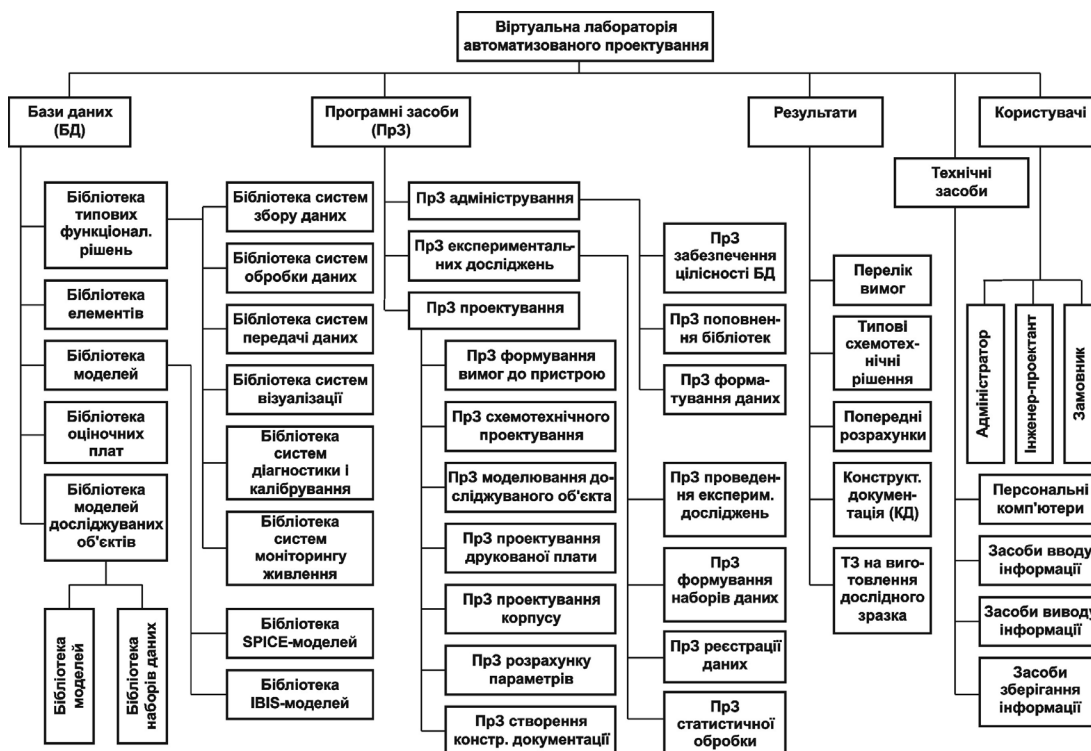 Віртуальна лабораторія
автоматизованого проектування
Бази даних
(БД)
Бібліотека
типових
функціонал.
рішень
Бібліотека
елементів
Бібліотека
моделей
Бібліотека
оціночних
плат
Бібліотека
моделей
досліджуваних
об'єктів
Бібліотека
моделей
Бібліотека
наборів даних
Бібліотека систем
збору даних
Бібліотека систем
обробки даних
Бібліотека систем
передачі даних
Бібліотека систем
візуалізації
Бібліотека
систем
діагностики і
калібрування
Бібліотека
систем
моніторингу
живлення
Бібліотека
SPICE-моделей
Бібліотека
IBIS-моделей
Програмні засоби
(ПрЗ)
ПрЗ адміністрування
ПрЗ експерименталь-
них досліджень
ПрЗ проектування
ПрЗ формування
вимог до пристрою
ПрЗ схемотехнічного
проектування
ПрЗ моделювання до-
сліджуваного об'єкта
ПрЗ проектування
друкованої плати
ПрЗ проектування
корпусу
ПрЗ розрахунку
параметрів
ПрЗ створення
констр. документації
ПрЗ
забезпечення
цілісності БД
ПрЗ поповнен-
ня бібліотек
ПрЗ форма-
тування даних
ПрЗ проведен-
ня експерим.
досліджень
ПрЗ
формування
наборів даних
ПрЗ реєстрації
даних
ПрЗ
статистичної
обробки
Результати
Перелік
вимог
Типові
схемотех-
нічні
рішення
Попередні
розрахунки
Конструкт.
докумен-
тація (КД)
ТЗ на виго-
товлення
дослідного
зразка
Технічні
засоби
Персональні
комп'ютери
Засоби вводу
інформації
Засоби виводу
інформації
Засоби
зберігання
інформації
Користувачі
Адміністратор
Інженер-проектант
Замовник